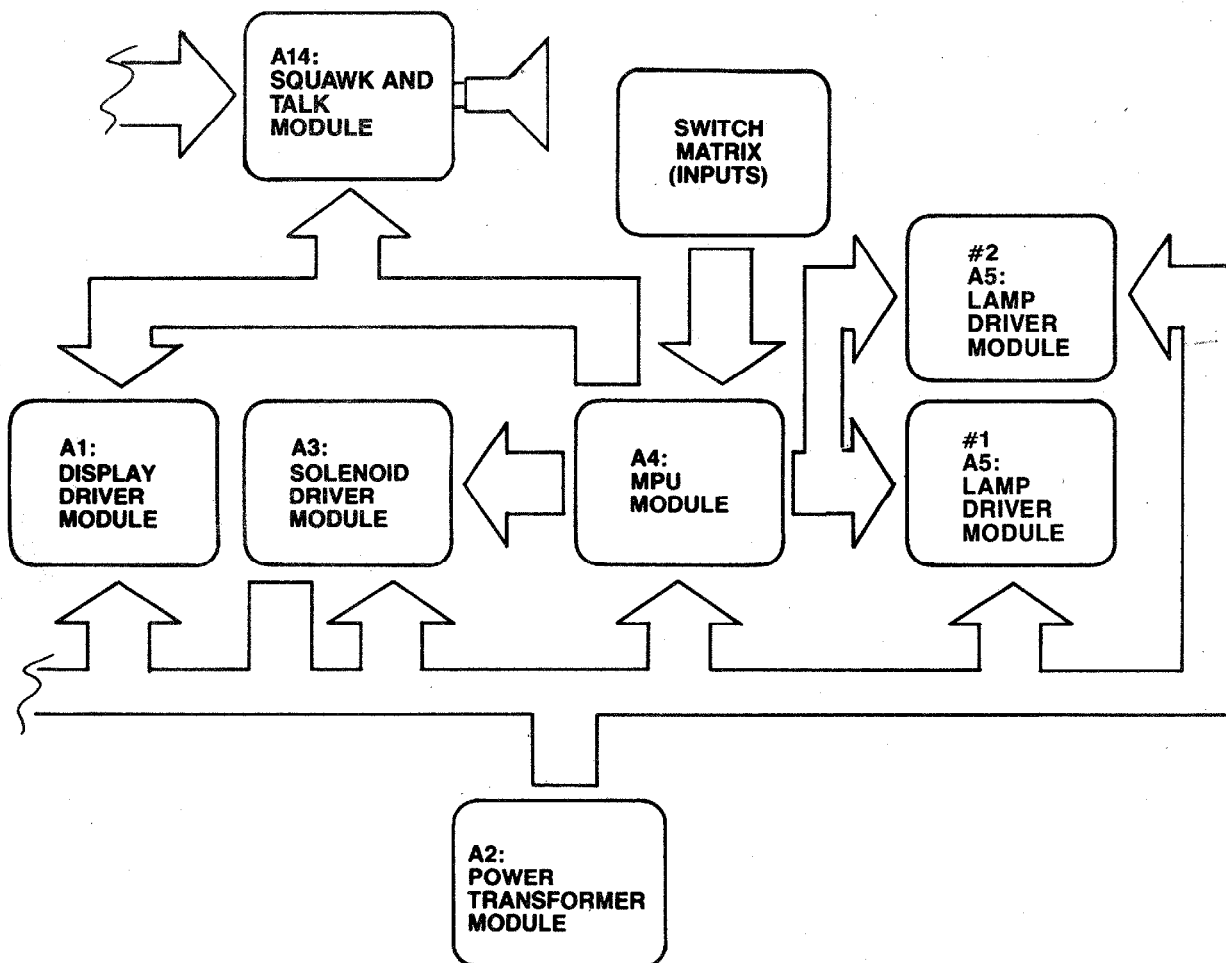 A14:
SQUAWK AND
TALK
MODULE
SWITCH
MATRIX
(INPUTS)
#2
A5:
LAMP
DRIVER
MODULE
A1:
DISPLAY
DRIVER
MODULE
A3:
SOLENOID
DRIVER
MODULE
A4:
MPU
MODULE
#1
A5:
LAMP
DRIVER
MODULE
A2:
POWER
TRANSFORMER
MODULE